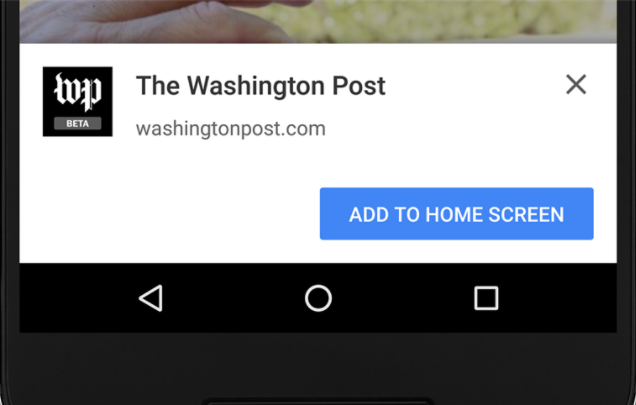 wp
BETA
The Washington Post
washingtonpost.com
ADD TO HOME SCREEN